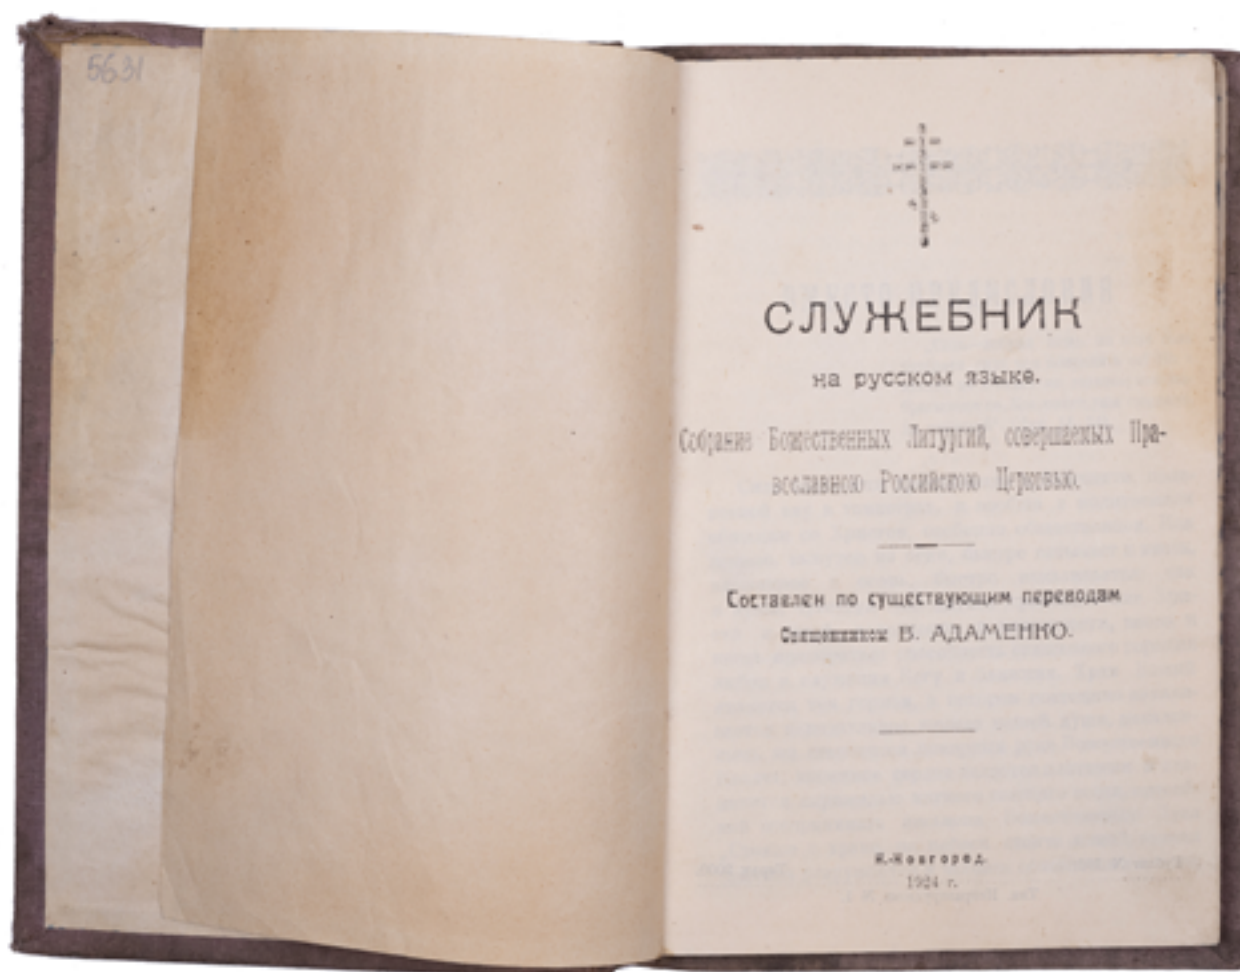 5631
СЛУЖЕБНИК
на русском языке.
Собрание Божественных Литургий, совершаемых Пра-
вославною Российскою Церковью.
Составлен по существующим переводам
Священником В. АДАМЕНКО.
Н.-Новгород.
1924 г.